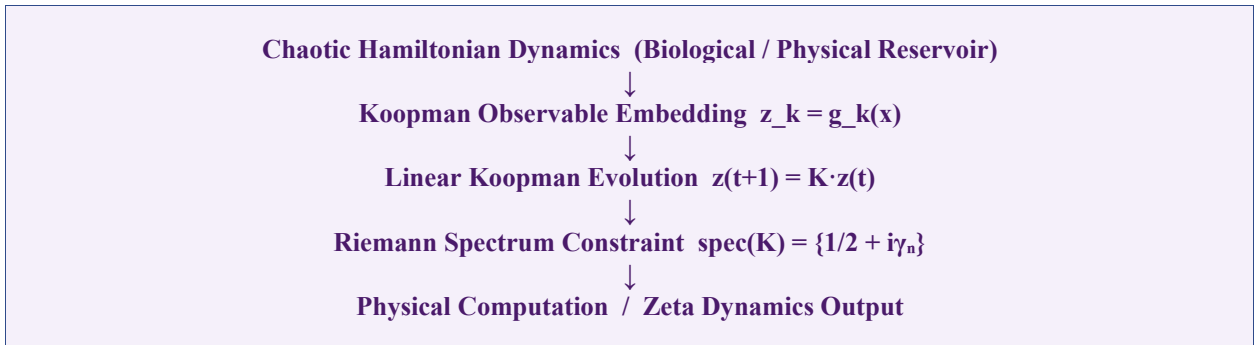 Chaotic Hamiltonian Dynamics (Biological / Physical Reservoir)
↓
Koopman Observable Embedding z_k = g_k(x)
↓
Linear Koopman Evolution z(t+1) = K·z(t)
↓
Riemann Spectrum Constraint spec(K) = {1/2 + iγₙ}
↓
Physical Computation / Zeta Dynamics Output